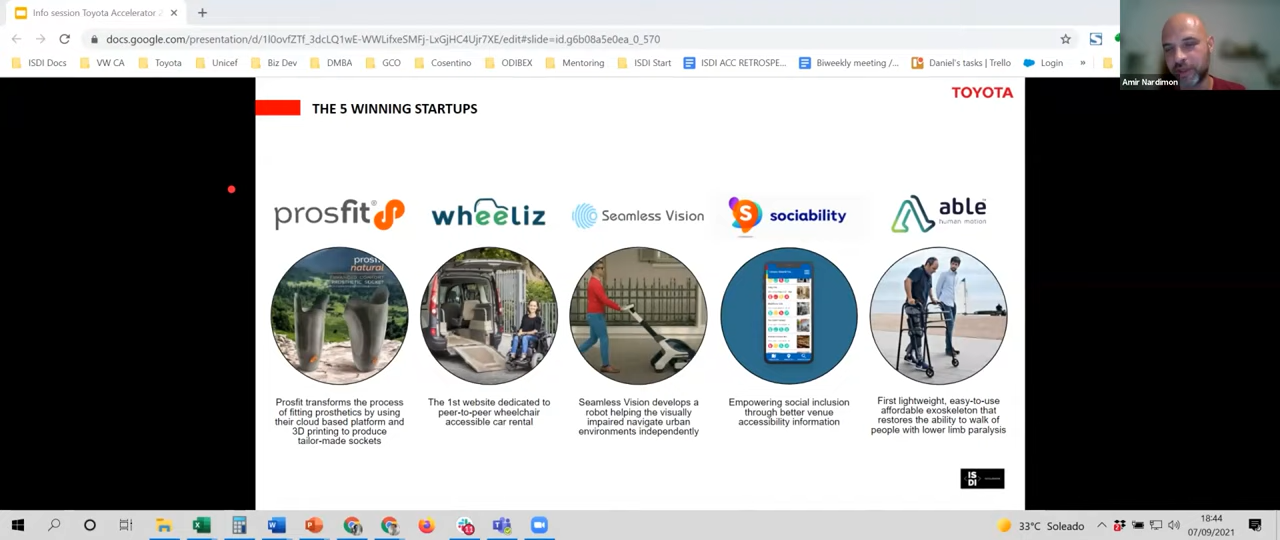 Info session Toyota Accelerator
docs.google.com/presentation/d/1I0ovfZTf_3dcLQ1wE-WWLifxeSMFj-LxGjHC4Ujr7XE/edit#slide=id.g6b08a5e0ea_0_570
ISDI Docs
VW CA
Toyota
Unicef
Biz Dev
DMBA
GCO
Cosentino
ODIBEX
Mentoring
ISDI Start
ISDI ACC RETROSPE...
Biweekly meeting /...
Daniel's tasks | Trello
Login
Amir Nardimon
TOYOTA
THE 5 WINNING STARTUPS
prosfit
wheeliz
Seamless Vision
S sociability
able
human motion
natural
Prosfit transforms the process
of fitting prosthetics by using
their cloud based platform and
3D printing to produce
tailor-made sockets
The 1st website dedicated to
peer-to-peer wheelchair
accessible car rental
Seamless Vision develops a
robot helping the visually
impaired navigate urban
environments independently
Empowering social inclusion
through better venue
accessibility information
First lightweight, easy-to-use
affordable exoskeleton that
restores the ability to walk of
people with lower limb paralysis
IS
DI
33°C Soleado
18:44
07/09/2021